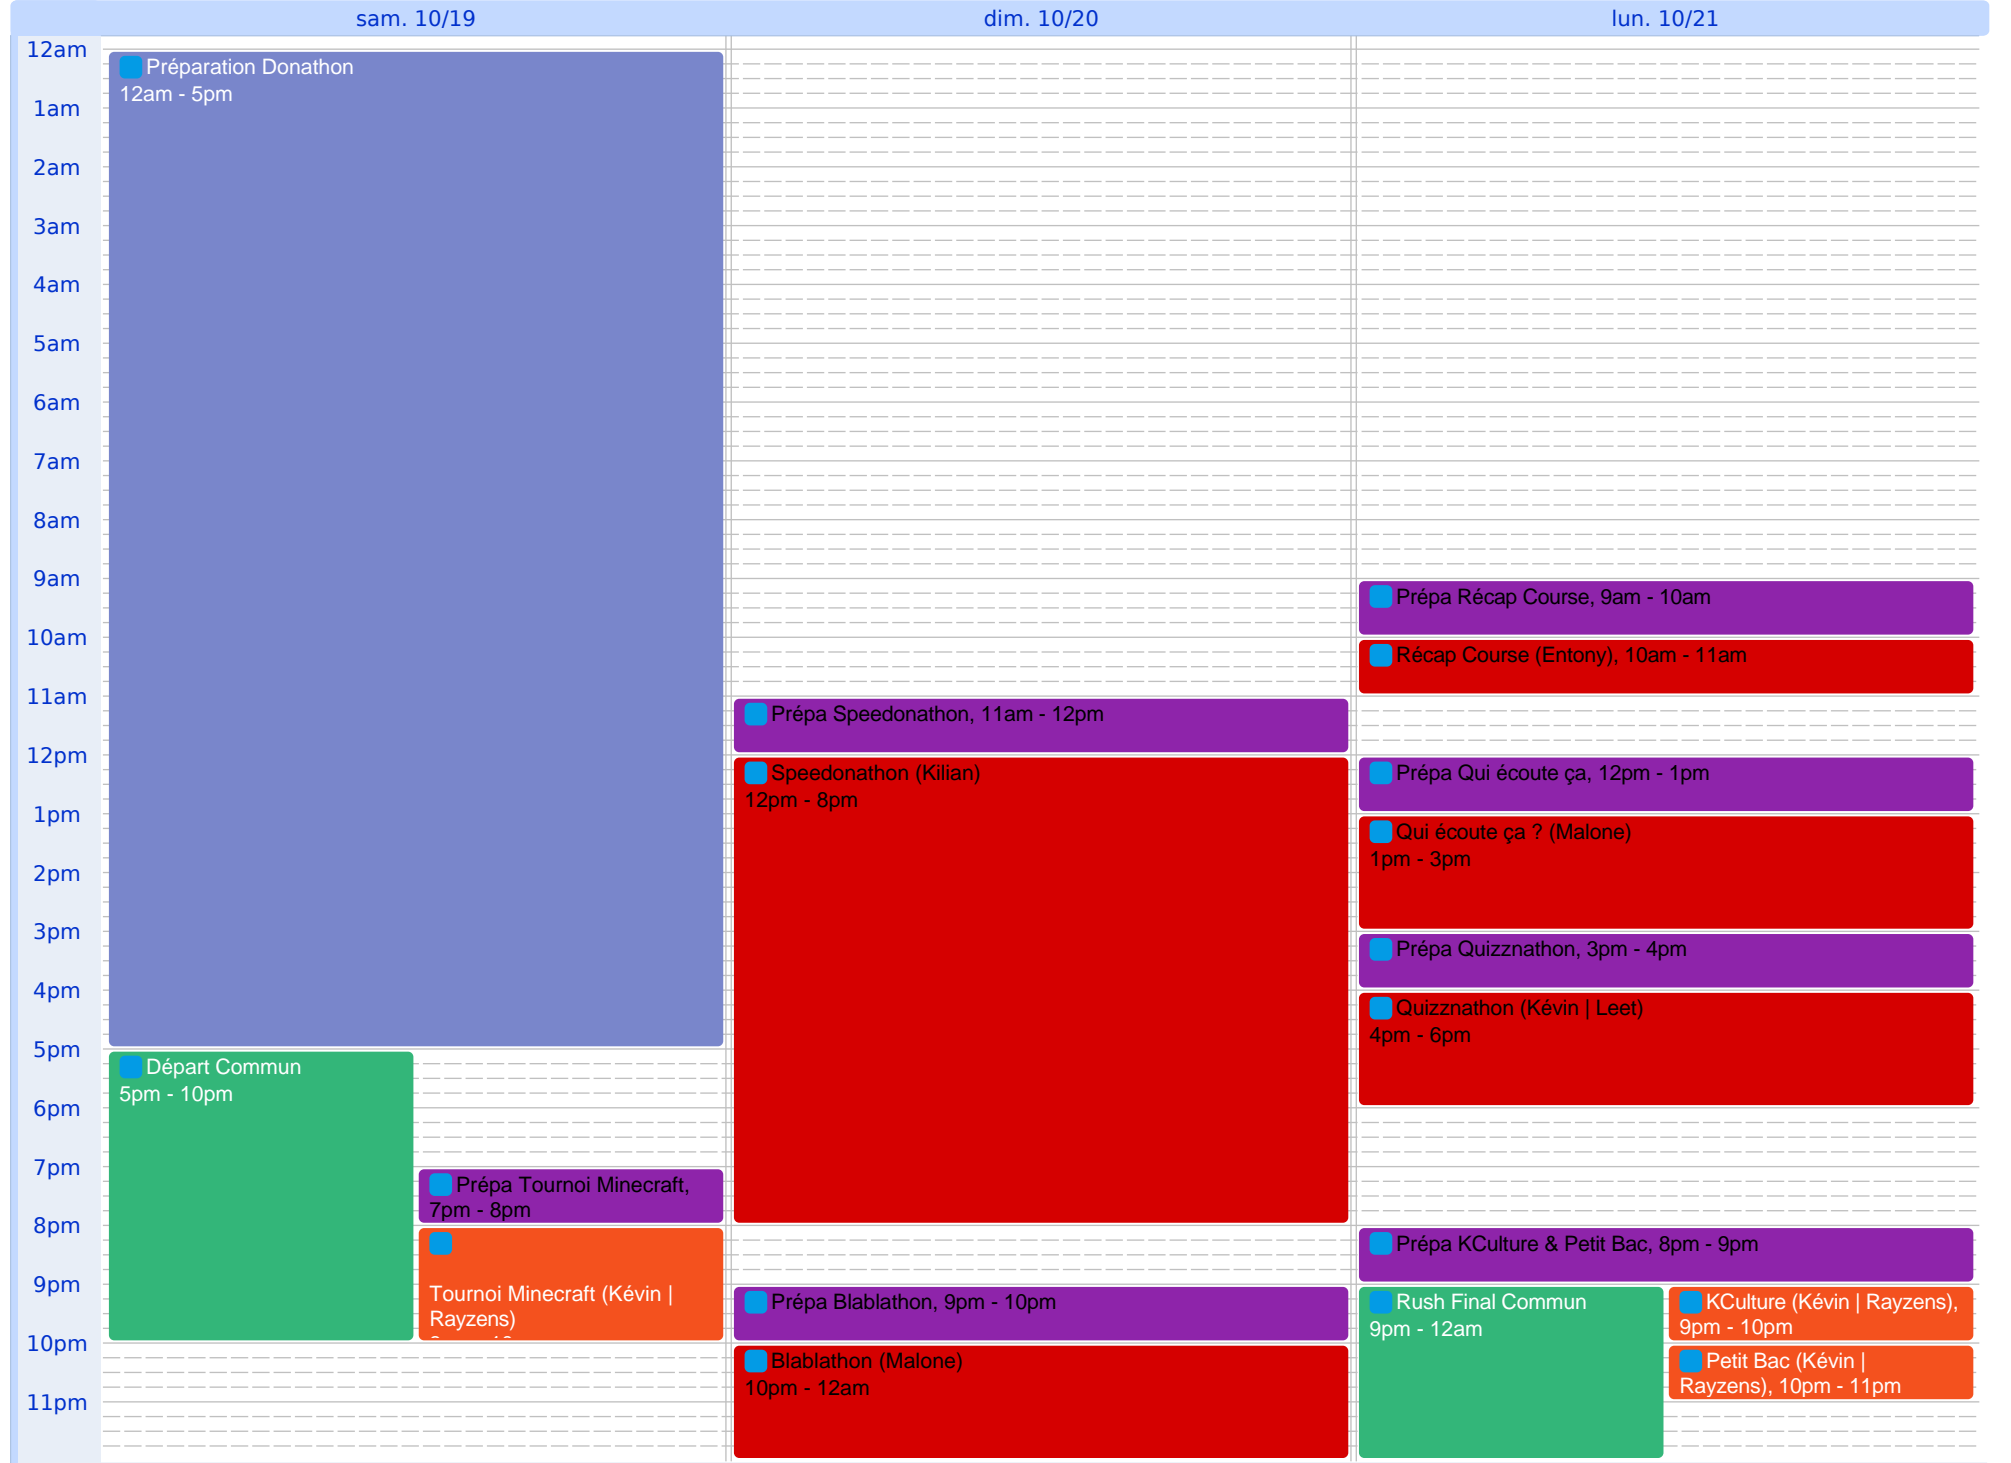 sam. 10/19
dim. 10/20
lun. 10/21
12am
1am
2am
3am
4am
5am
6am
7am
8am
9am
10am
11am
12pm
1pm
2pm
3pm
4pm
5pm
6pm
7pm
8pm
9pm
10pm
11pm
Préparation Donathon
12am - 5pm
Départ Commun
5pm - 10pm
Prépa Tournoi Minecraft,
7pm - 8pm
Tournoi Minecraft (Kévin |
Rayzens)
Prépa Speedonathon, 11am - 12pm
Speedonathon (Kilian)
12pm - 8pm
Prépa Blablathon, 9pm - 10pm
Blablathon (Malone)
10pm - 12am
Prépa Récap Course, 9am - 10am
Récap Course (Entony), 10am - 11am
Prépa Qui écoute ça, 12pm - 1pm
Qui écoute ça ? (Malone)
1pm - 3pm
Prépa Quizznathon, 3pm - 4pm
Quizznathon (Kévin | Leet)
4pm - 6pm
Prépa KCulture & Petit Bac, 8pm - 9pm
Rush Final Commun
9pm - 12am
KCulture (Kévin | Rayzens),
9pm - 10pm
Petit Bac (Kévin |
Rayzens), 10pm - 11pm